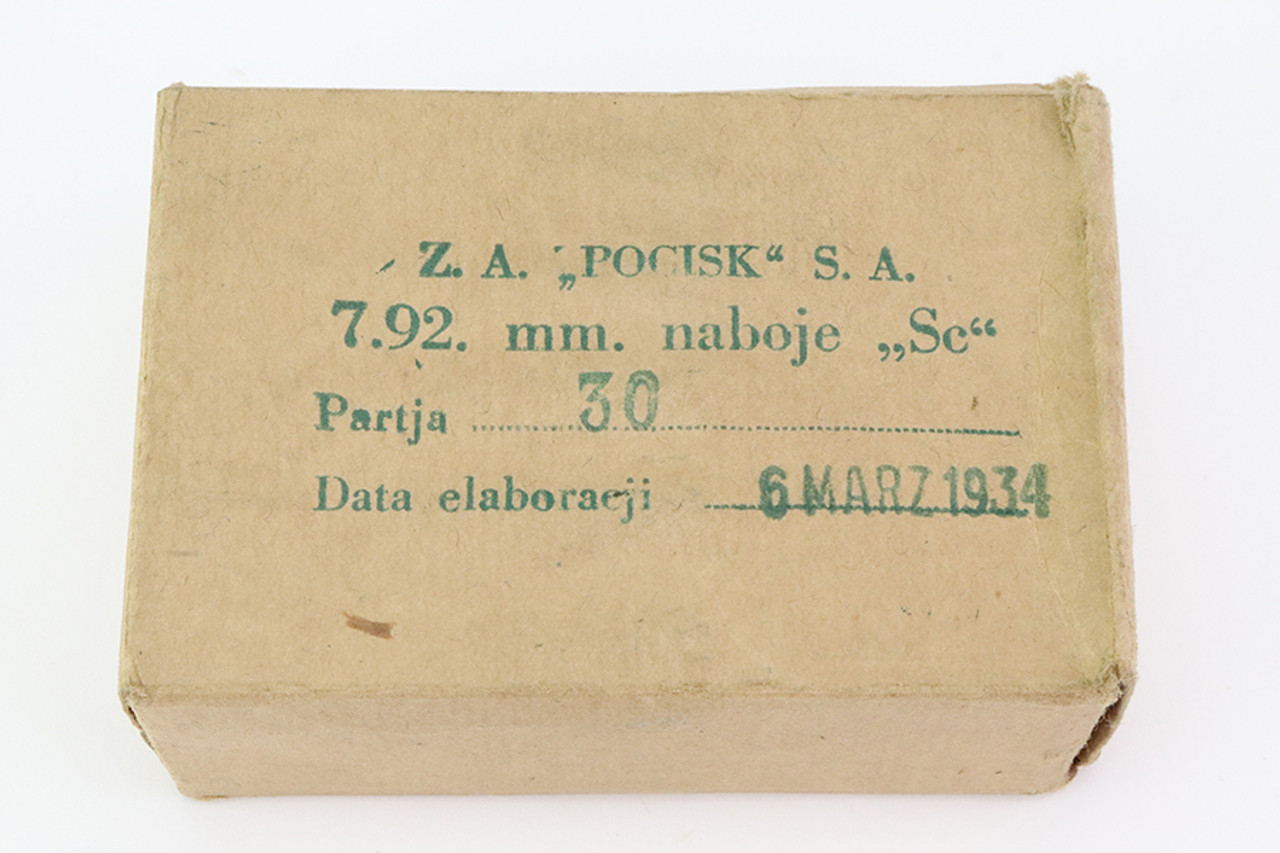 Z. A. „POCISK“ S. A.
7.92. mm. naboje „Sc“
Partja 30
Data elaboracji 6 MARZ 1934